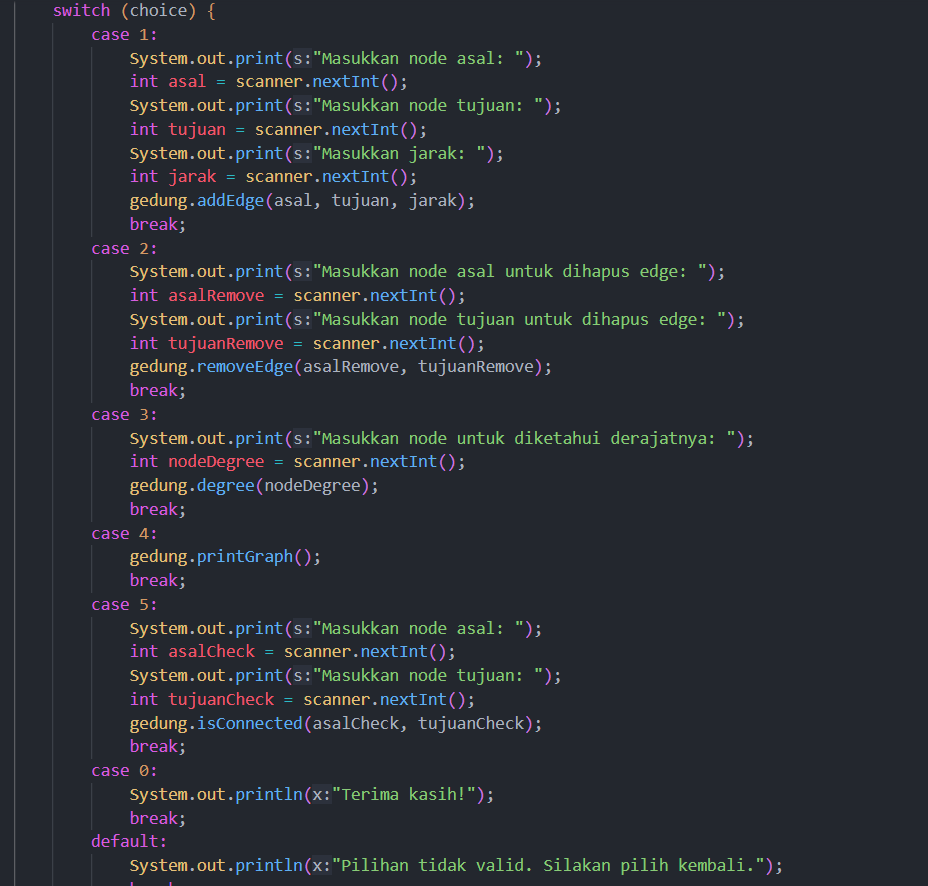 switch (choice) {
case 1:
System.out.print(s:"Masukkan node asal: ");
int asal = scanner.nextInt();
System.out.print(s:"Masukkan node tujuan: ");
int tujuan = scanner.nextInt();
System.out.print(s:"Masukkan jarak: ");
int jarak = scanner.nextInt();
gedung.addEdge(asal, tujuan, jarak);
break;
case 2:
System.out.print(s:"Masukkan node asal untuk dihapus edge: ");
int asalRemove = scanner.nextInt();
System.out.print(s:"Masukkan node tujuan untuk dihapus edge: ");
int tujuanRemove = scanner.nextInt();
gedung.removeEdge(asalRemove, tujuanRemove);
break;
case 3:
System.out.print(s:"Masukkan node untuk diketahui derajatnya: ");
int nodeDegree = scanner.nextInt();
gedung.degree(nodeDegree);
break;
case 4:
gedung.printGraph();
break;
case 5:
System.out.print(s:"Masukkan node asal: ");
int asalCheck = scanner.nextInt();
System.out.print(s:"Masukkan node tujuan: ");
int tujuanCheck = scanner.nextInt();
gedung.isConnected(asalCheck, tujuanCheck);
break;
case 0:
System.out.println(x:"Terima kasih!");
break;
default:
System.out.println(x:"Pilihan tidak valid. Silakan pilih kembali.");